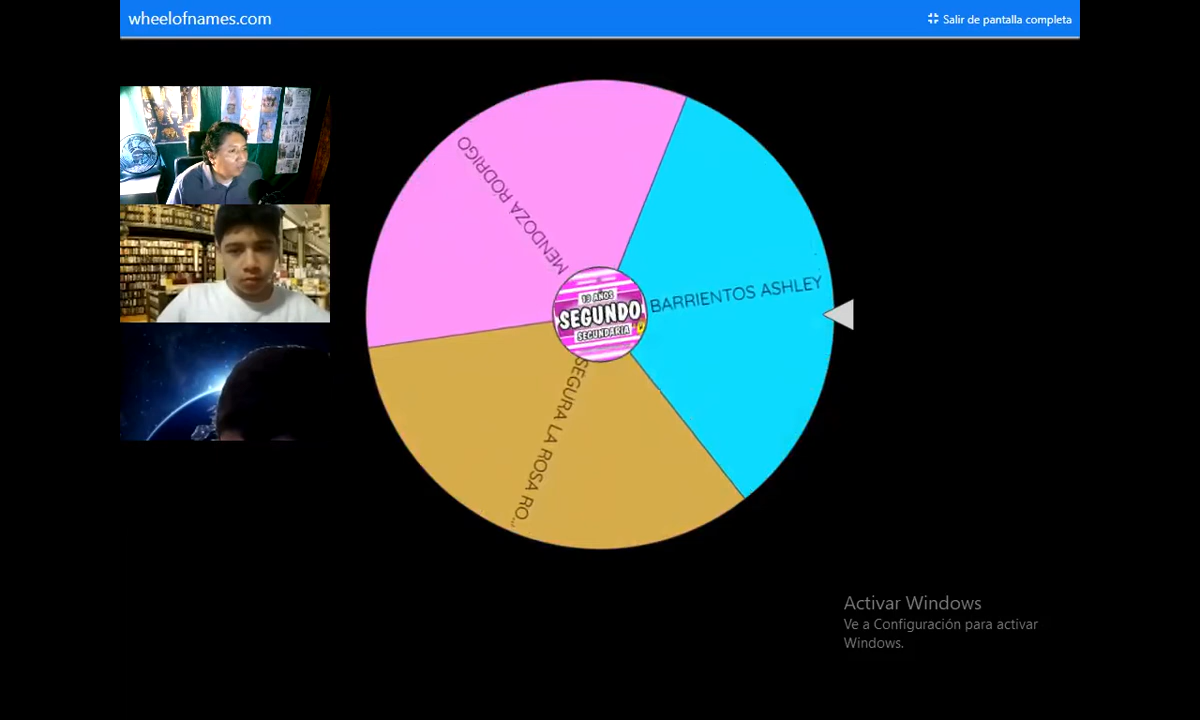 wheelofnames.com
Salir de pantalla completa
MENDOZA RODRIGO
BARRIENTOS ASHLEY
13 AÑOS
SEGUNDO
SECUNDARIA
SEGURA LA ROSA RO...
Activar Windows
Ve a Configuración para activar
Windows.